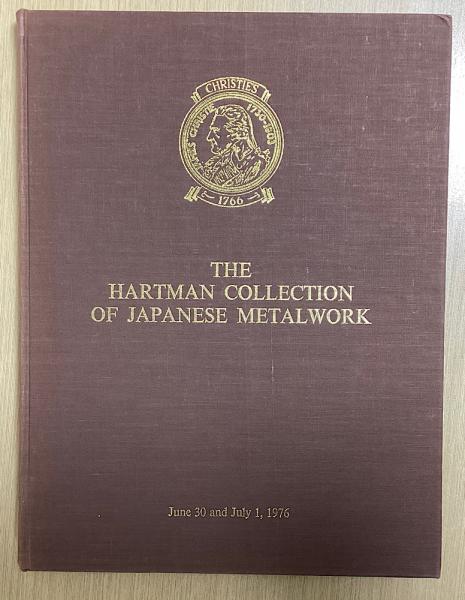 CHRISTIES
JAMES CHRISTIE 1730-1803
1766
THE
HARTMAN COLLECTION
OF JAPANESE METALWORK
June 30 and July 1, 1976